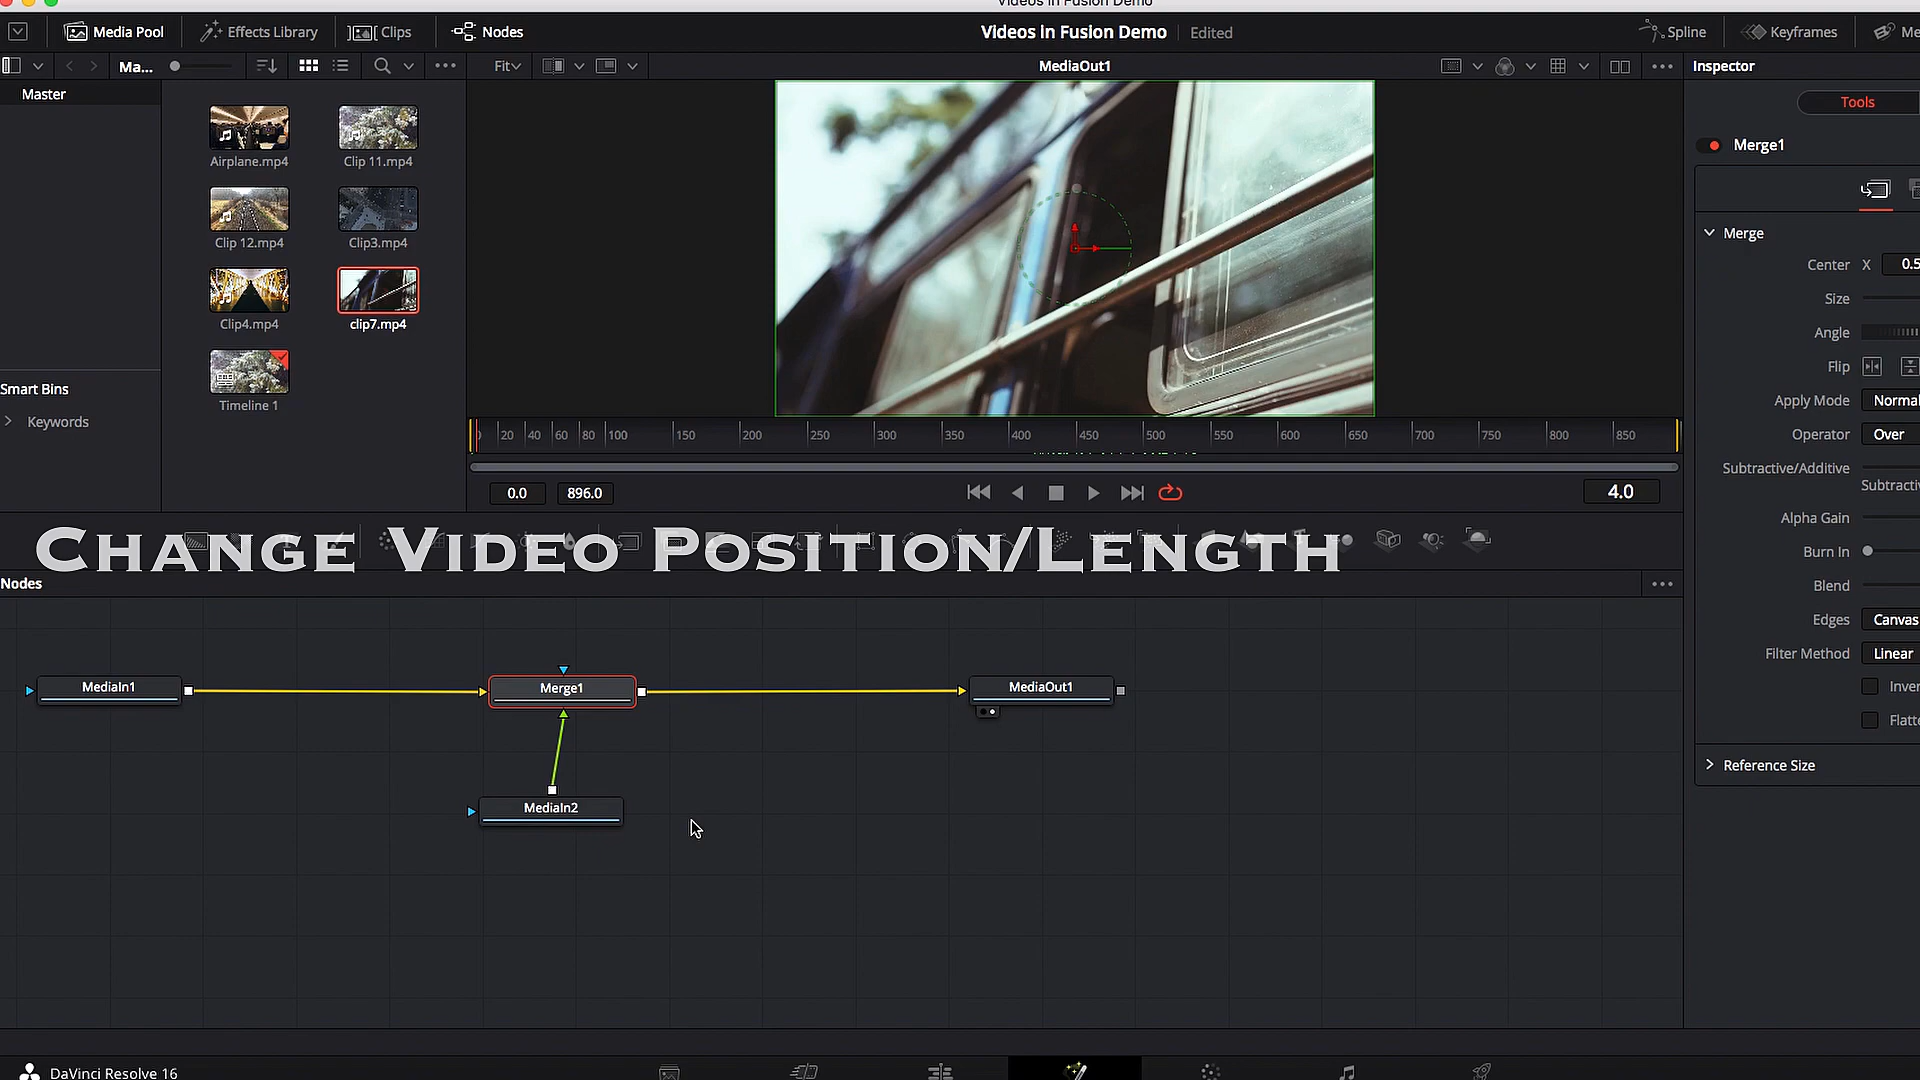 Videos in Fusion Demo
Media Pool
Effects Library
Clips
Nodes
Videos in Fusion Demo
Edited
Spline
Keyframes
Me
Ma...
Fit
MediaOut1
Inspector
Master
Tools
Airplane.mp4
Clip 11.mp4
Merge1
Clip 12.mp4
Clip3.mp4
Merge
Center X 0.5
Size
Clip4.mp4
clip7.mp4
Angle
Flip
Smart Bins
Timeline 1
Apply Mode Normal
Keywords
20 40 60 80 100 150 200 250 300 350 400 450 500 550 600 650 700 750 800 850
Operator Over
Subtractive/Additive
Subtractiv
0.0
896.0
4.0
Alpha Gain
Change Video Position/Length
Burn In
Nodes
Blend
Edges Canvas
Filter Method Linear
MediaIn1
Merge1
MediaOut1
Inver
Flatte
Reference Size
MediaIn2
DaVinci Resolve 16